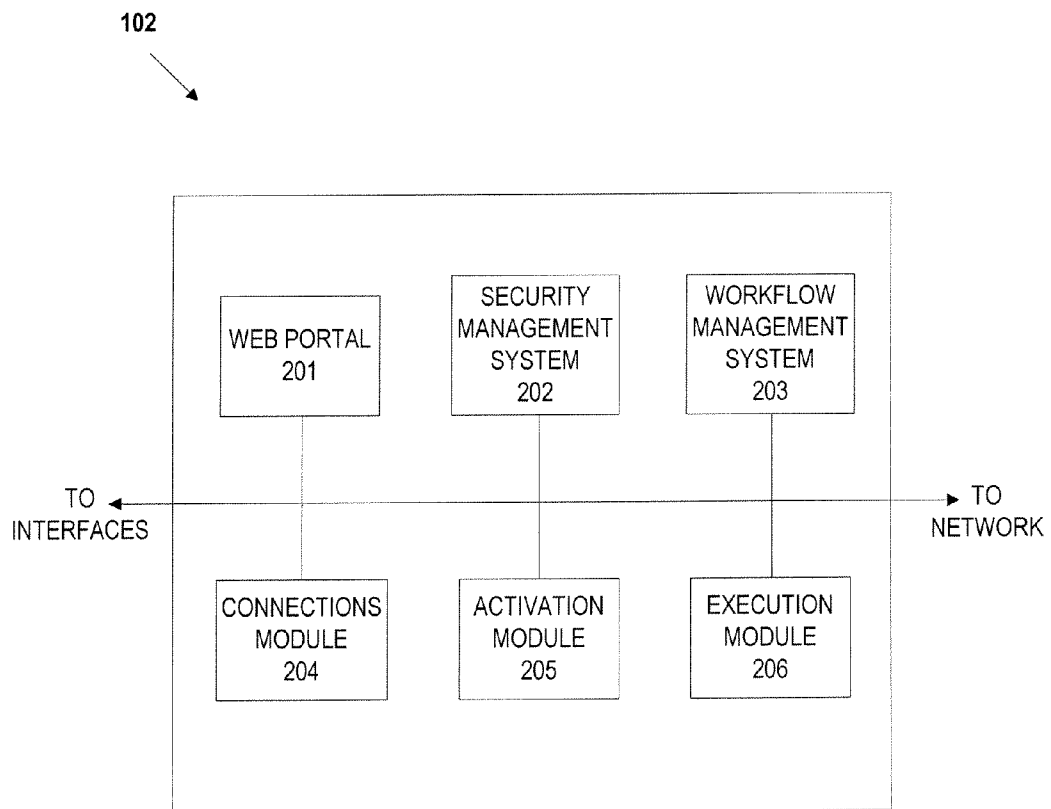 102
WEB PORTAL
201
SECURITY
MANAGEMENT
SYSTEM
202
WORKFLOW
MANAGEMENT
SYSTEM
203
TO
INTERFACES
TO
NETWORK
CONNECTIONS
MODULE
204
ACTIVATION
MODULE
205
EXECUTION
MODULE
206